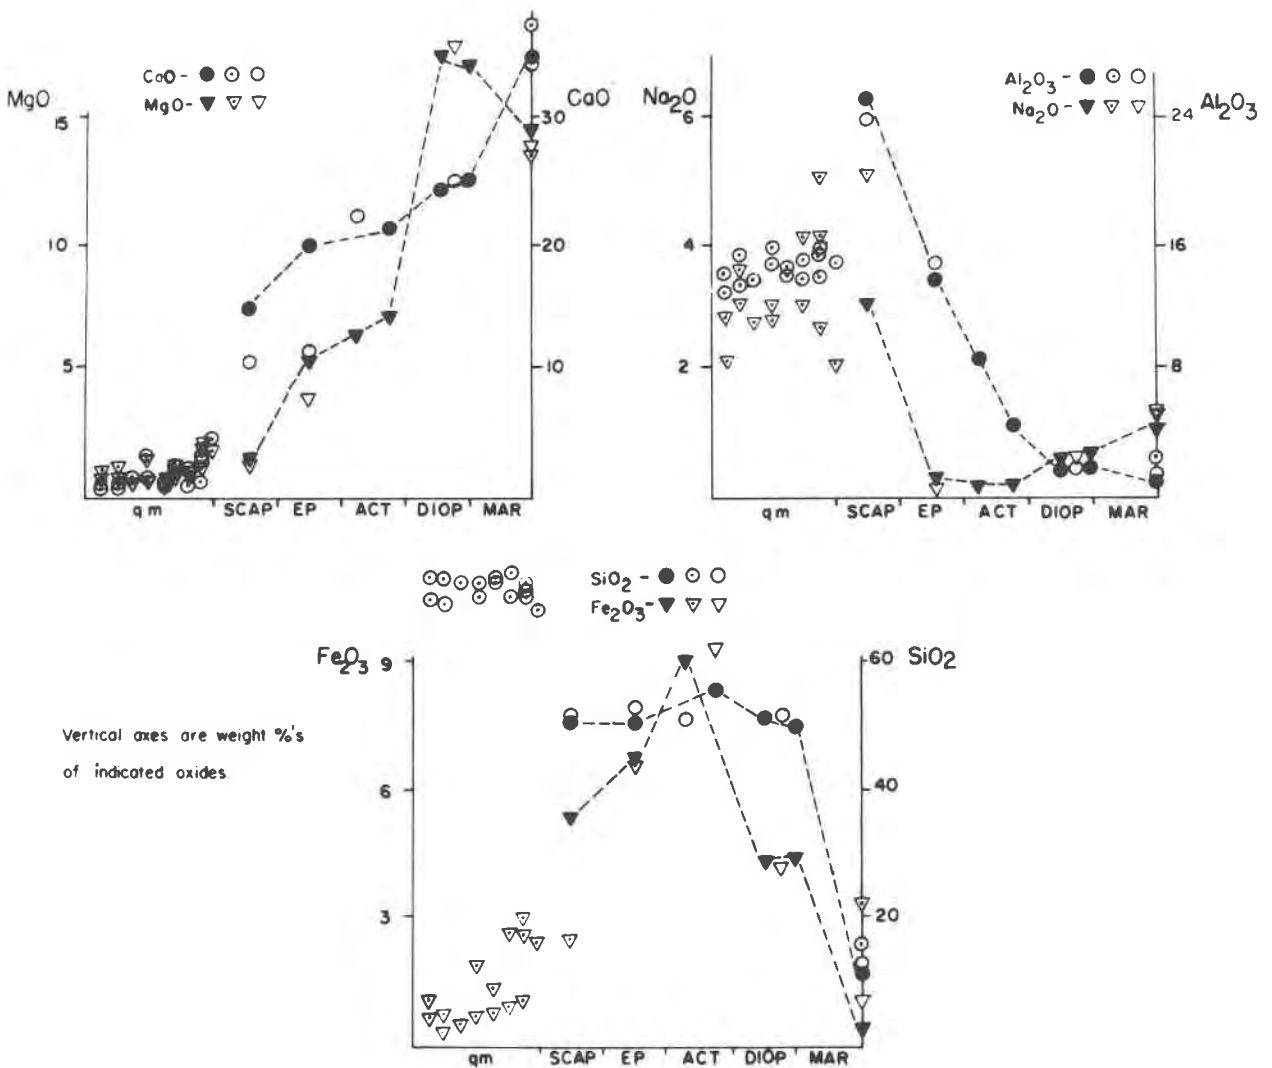 CaO -
MgO -
MgO
CaO
15
10
5
30
20
10
qm SCAP EP ACT DIOP MAR
Al2O3 -
Na2O -
Na2O
Al2O3
6
4
2
24
16
8
qm SCAP EP ACT DIOP MAR
SiO2 -
Fe2O3 -
Fe2O3
SiO2
9
6
3
60
40
20
qm SCAP EP ACT DIOP MAR
Vertical axes are weight %'s
of indicated oxides.